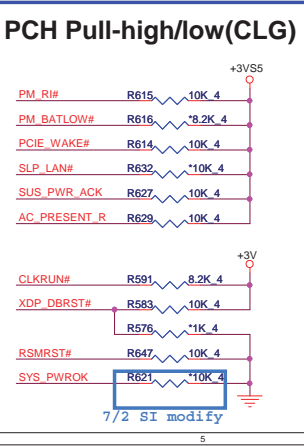 PCH Pull-high/low(CLG)
+3VS5
PM_RI# R615 10K_4
PM_BATLOW# R616 *8.2K_4
PCIE_WAKE# R614 10K_4
SLP_LAN# R632 *10K_4
SUS_PWR_ACK R627 10K_4
AC_PRESENT_R R629 10K_4
+3V
CLKRUN# R591 8.2K_4
XDP_DBRST# R583 10K_4
R576 *1K_4
RSMRST# R647 10K_4
SYS_PWROK R621 *10K_4
7/2 SI modify
5